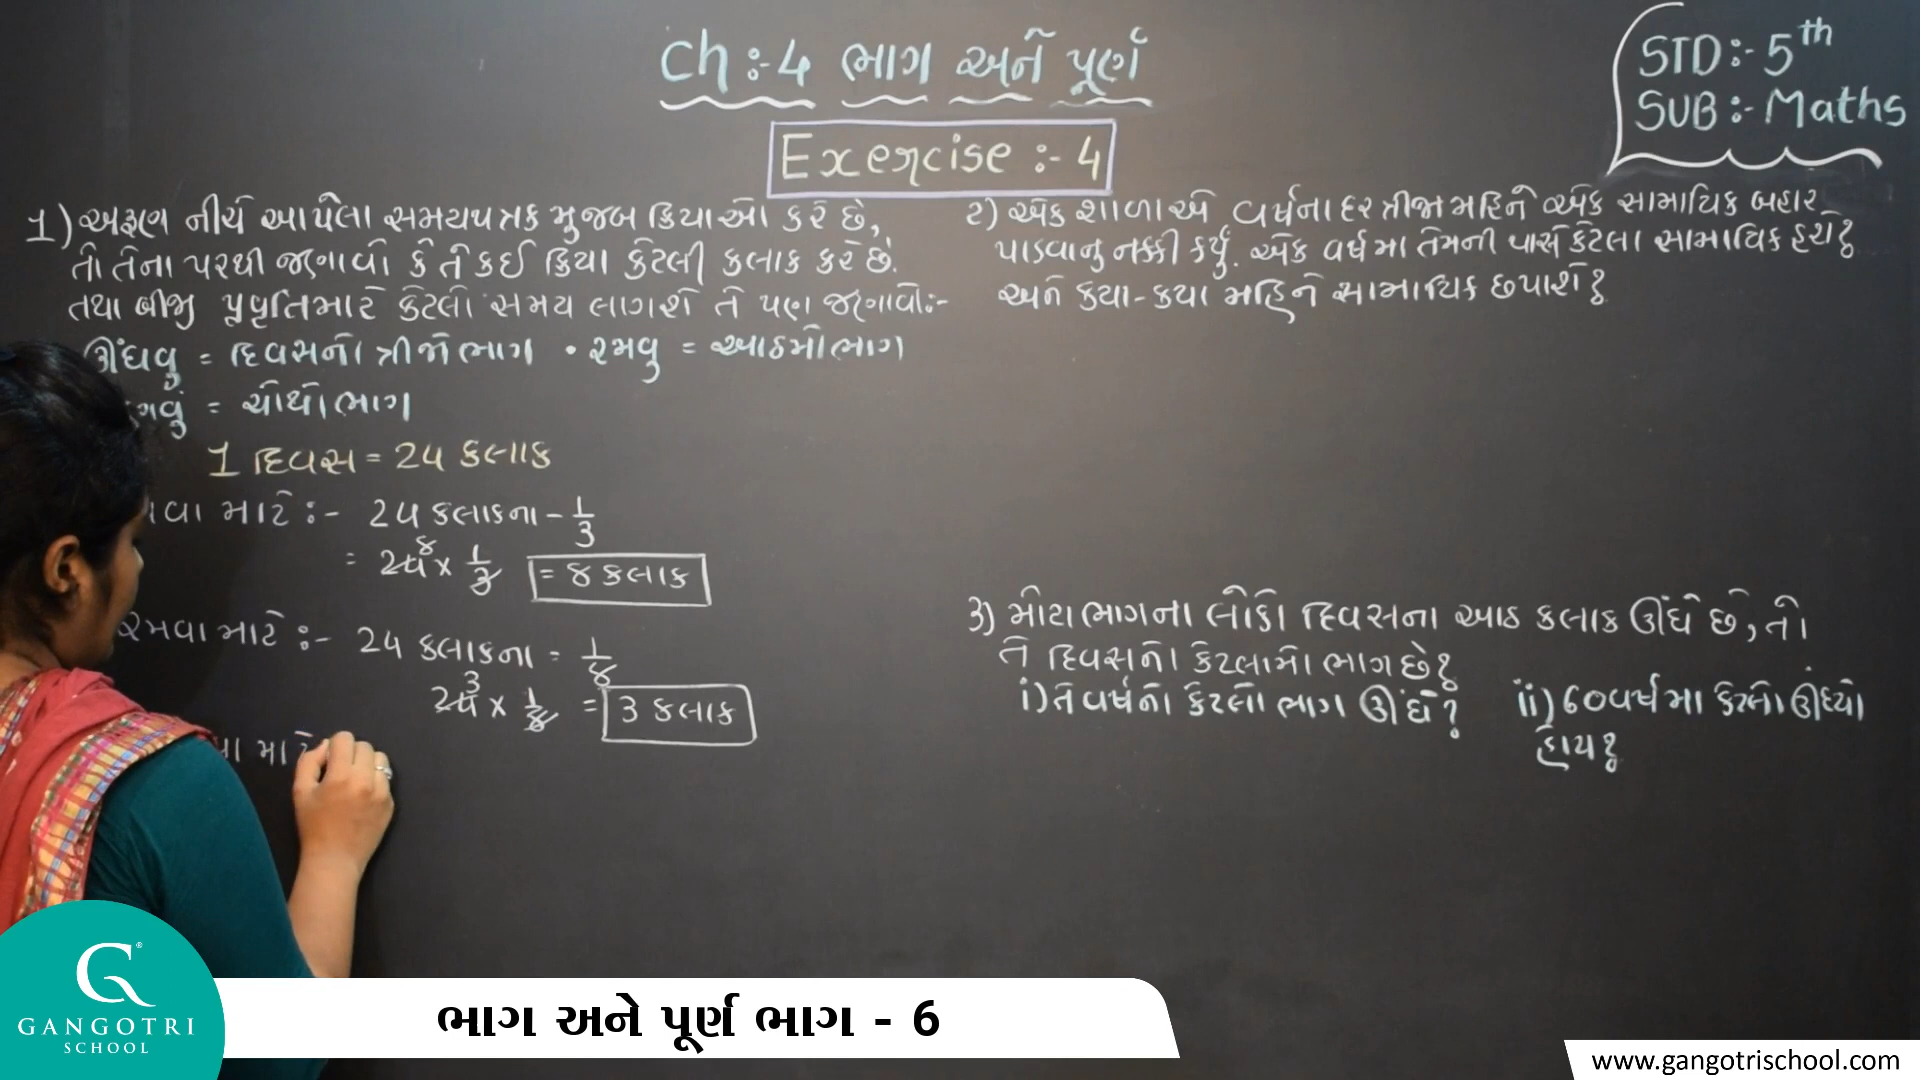 Ch :- 4 ભાગ અને પૂર્ણ
STD :- 5th
SUB :- Maths
Exercise :- 4
1) અરૂણ નીચે આપેલા સમયપત્રક મુજબ ક્રિયાઓ કરે છે,
તો તેના પરથી જણાવો કે તે કઈ ક્રિયા કેટલી કલાક કરે છે.
તથા બીજી પ્રવૃતિ માટે કેટલો સમય લાગશે તે પણ જણાવો:-
ઊંઘવુ = દિવસનો ત્રીજો ભાગ • રમવુ = આઠમો ભાગ
= ચોથો ભાગ
1 દિવસ = 24 કલાક
વા માટે :- 24 કલાકના - 1/3
= 24 8 × 1/3 = 8 કલાક
રમવા માટે :- 24 કલાકના = 1/8
24 3 × 1/8 = 3 કલાક
વા માટે
2) એક શાળાએ વર્ષના દર ત્રીજા મહિને એક સામાયિક બહાર
પાડવાનુ નક્કી કર્યું. એક વર્ષ મા તેમની પાસે કેટલા સામાયિક હશે?
અને કયા - કયા મહિને સામાયિક છપાશે?
3) મોટા ભાગના લોકો દિવસના આઠ કલાક ઊંઘે છે, તો
તે દિવસનો કેટલામો ભાગ છે?
i) તે વર્ષનો કેટલો ભાગ ઊંઘે? ii) 60 વર્ષ મા કેટલો ઊંઘ્યો
હોય?
GANGOTRI
SCHOOL
ભાગ અને પૂર્ણ ભાગ - 6
www.gangotrischool.com